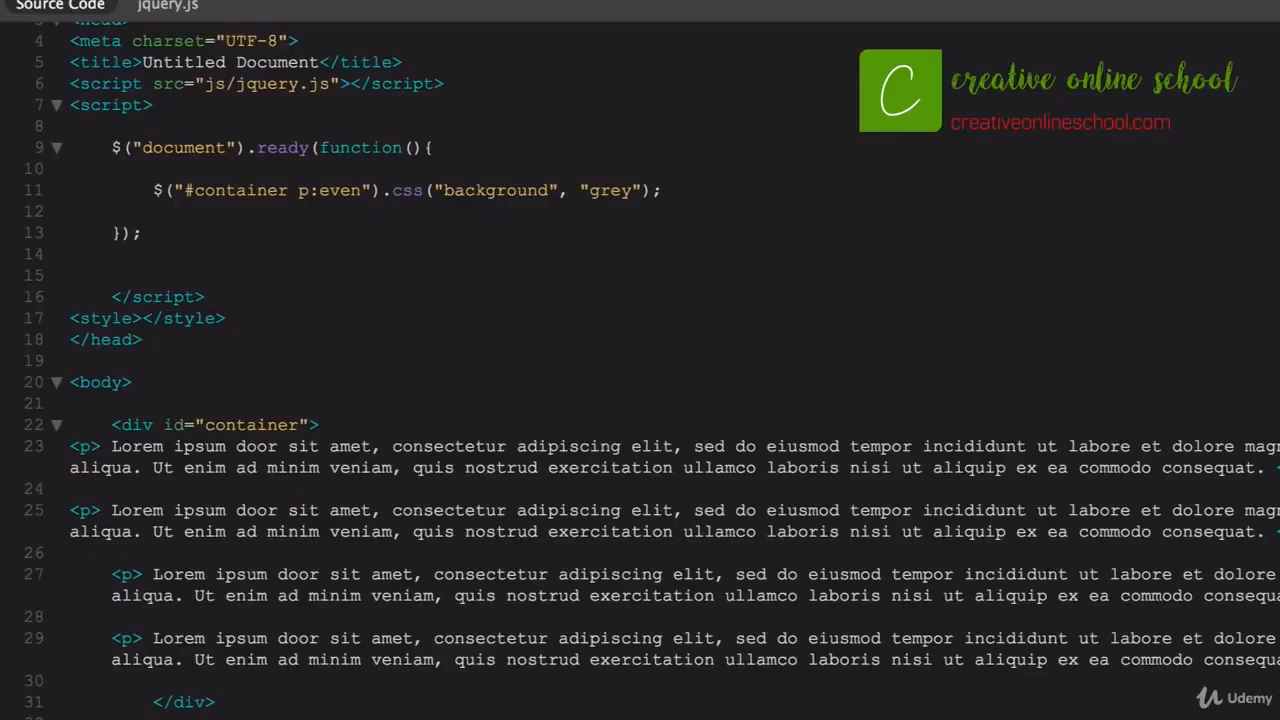 Source Code jquery.js
3 <head>
4 <meta charset="UTF-8">
5 <title>Untitled Document</title>
6 <script src="js/jquery.js"></script>
7 <script>
8
9 $("document").ready(function(){
10
11 $("#container p:even").css("background", "grey");
12
13 });
14
15
16 </script>
17 <style></style>
18 </head>
19
20 <body>
21
22 <div id="container">
23 <p> Lorem ipsum door sit amet, consectetur adipiscing elit, sed do eiusmod tempor incididunt ut labore et dolore magn
aliqua. Ut enim ad minim veniam, quis nostrud exercitation ullamco laboris nisi ut aliquip ex ea commodo consequat. <
24
25 <p> Lorem ipsum door sit amet, consectetur adipiscing elit, sed do eiusmod tempor incididunt ut labore et dolore magn
aliqua. Ut enim ad minim veniam, quis nostrud exercitation ullamco laboris nisi ut aliquip ex ea commodo consequat. <
26
27 <p> Lorem ipsum door sit amet, consectetur adipiscing elit, sed do eiusmod tempor incididunt ut labore et dolore
aliqua. Ut enim ad minim veniam, quis nostrud exercitation ullamco laboris nisi ut aliquip ex ea commodo consequa
28
29 <p> Lorem ipsum door sit amet, consectetur adipiscing elit, sed do eiusmod tempor incididunt ut labore et dolore
aliqua. Ut enim ad minim veniam, quis nostrud exercitation ullamco laboris nisi ut aliquip ex ea commodo consequa
30
31 </div>
C creative online school
creativeonlineschool.com
Udemy